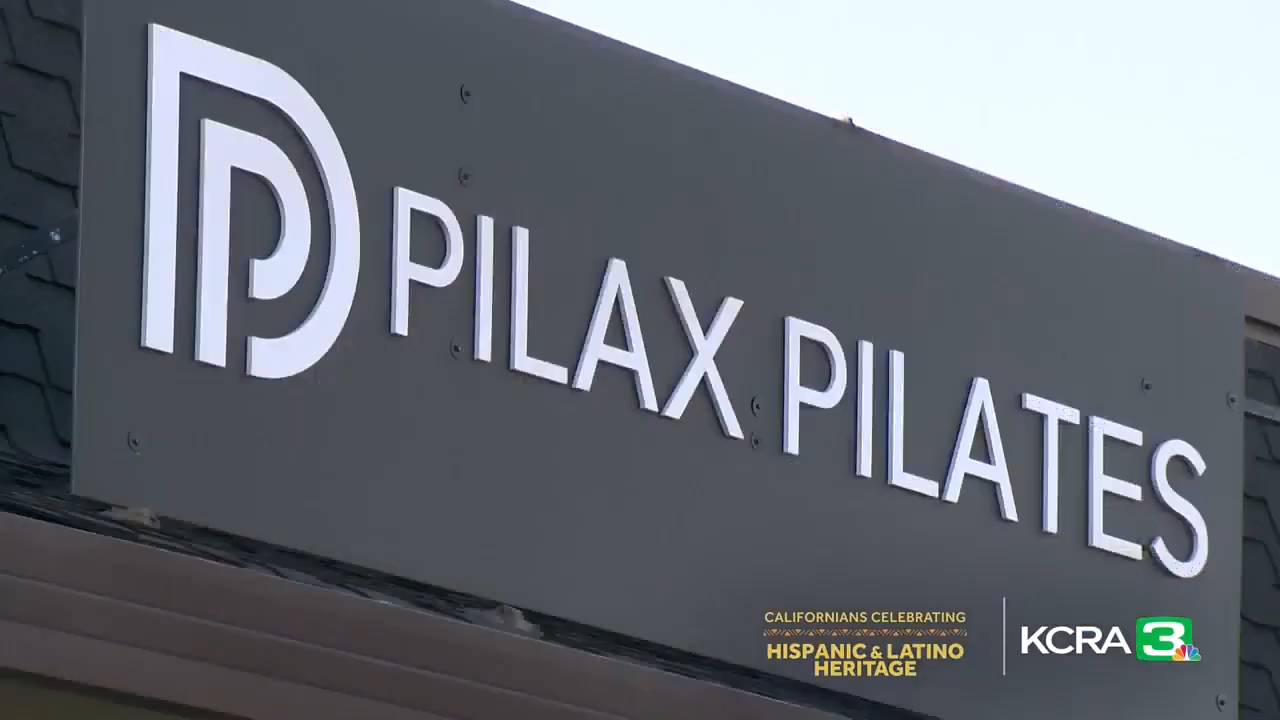 PILAX PILATES
CALIFORNIANS CELEBRATING
HISPANIC & LATINO
HERITAGE
KCRA 3